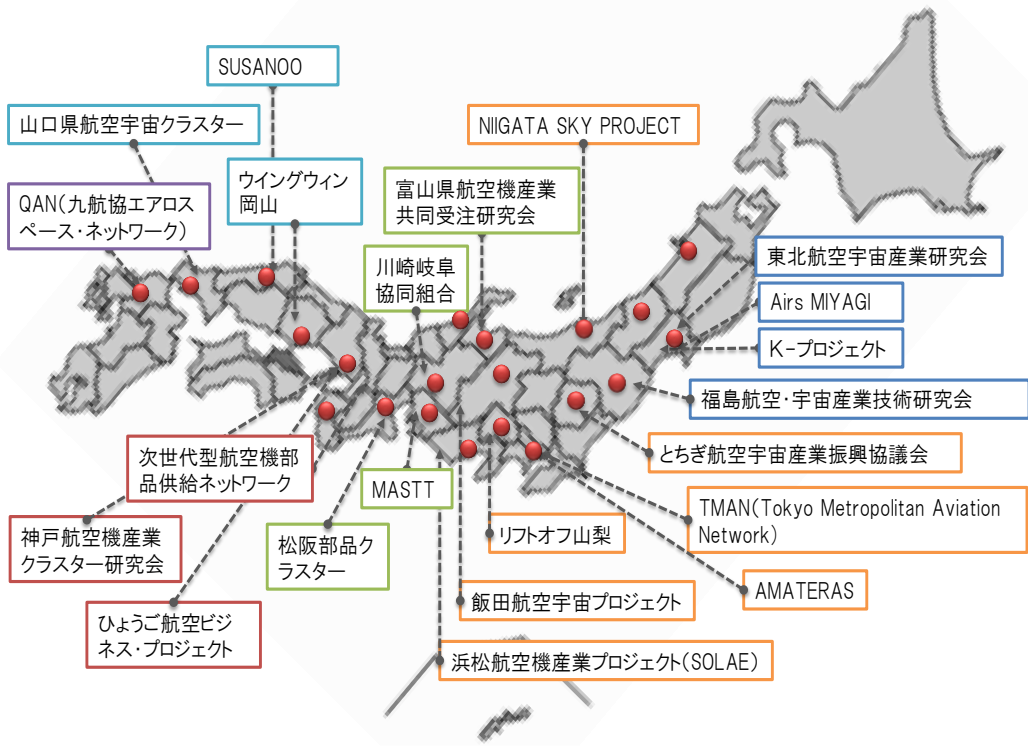 SUSANOO
山口県航空宇宙クラスター
NIIGATA SKY PROJECT
ウイングウィン
岡山
富山県航空機産業
共同受注研究会
QAN(九航協エアロス
ペース・ネットワーク)
川崎岐阜
協同組合
東北航空宇宙産業研究会
Airs MIYAGI
K-プロジェクト
福島航空・宇宙産業技術研究会
とちぎ航空宇宙産業振興協議会
次世代型航空機部
品供給ネットワーク
MASTT
TMAN(Tokyo Metropolitan Aviation
Network)
神戸航空機産業
クラスター研究会
松阪部品ク
ラスター
リフトオフ山梨
AMATERAS
飯田航空宇宙プロジェクト
ひょうご航空ビジ
ネス・プロジェクト
浜松航空機産業プロジェクト(SOLAE)